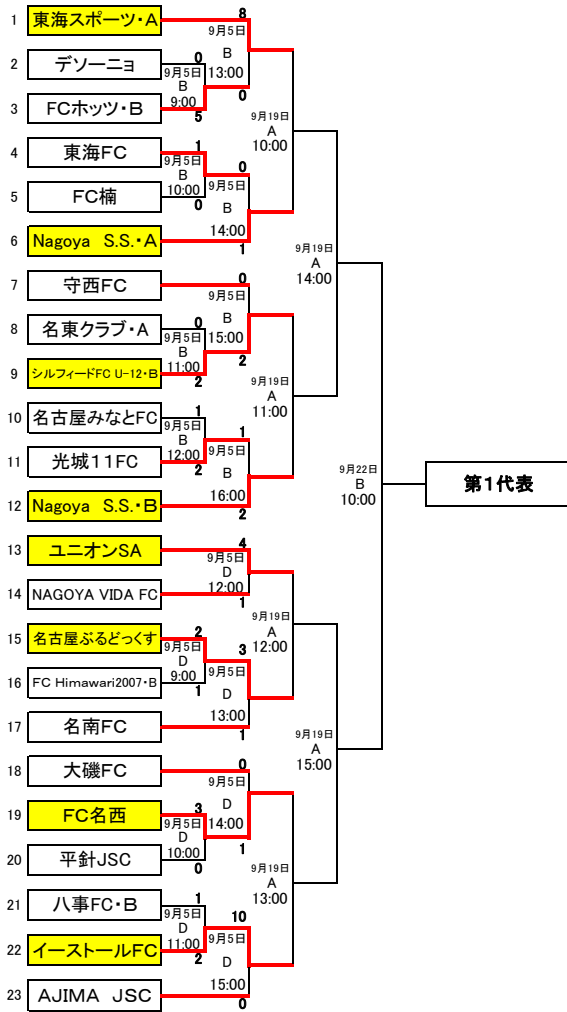 1 東海スポーツ・A
8
9月5日
B
13:00
0
2 デソーニョ
0
9月5日
B
9:00
5
3 FCホッツ・B
9月19日
A
10:00
4 東海FC
1
9月5日
B
10:00
0
5 FC楠
0
9月5日
B
14:00
1
6 Nagoya S.S.・A
9月19日
A
14:00
7 守西FC
0
9月5日
B
15:00
2
8 名東クラブ・A
0
9月5日
B
11:00
2
9 シルフィードFC U-12・B
9月19日
A
11:00
10 名古屋みなとFC
1
9月5日
B
12:00
2
11 光城11FC
1
9月5日
B
16:00
2
12 Nagoya S.S.・B
9月22日
B
10:00
第1代表
13 ユニオンSA
4
9月5日
D
12:00
1
14 NAGOYA VIDA FC
9月19日
A
12:00
15 名古屋ぶるどっくす
2
9月5日
D
9:00
1
16 FC Himawari2007・B
3
9月5日
D
13:00
1
17 名南FC
9月19日
A
15:00
18 大磯FC
0
9月5日
D
14:00
1
19 FC名西
3
9月5日
D
10:00
0
20 平針JSC
9月19日
A
13:00
21 八事FC・B
1
9月5日
D
11:00
2
22 イーストールFC
10
9月5日
D
15:00
0
23 AJIMA JSC